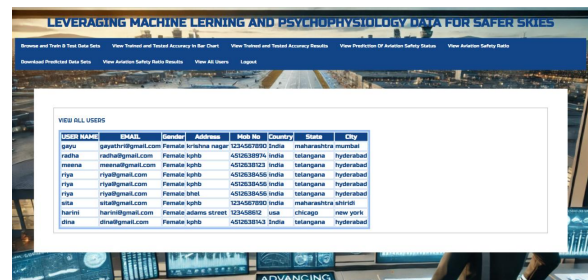 LEVERAGING MACHINE LERNING AND PSYCHOPHYSIOLOGY DATA FOR SAFER SKIES
Browse and Train & Test Data Sets View Trained and Tested Accuracy in Bar Chart View Trained and Tested Accuracy Results View Prediction Of Aviation Safety Status View Aviation Safety Ratio
Download Predicted Data Sets View Aviation Safety Ratio Results View All Users Logout
VIEW ALL USERS
USER NAME EMAIL Gender Address Mob No Country State City
gayu gayathri@gmail.com Female krishna nagar 1234567890 India maharashtra mumbai
radha radha@gmail.com Female kphb 4512638974 india telangana hyderabad
meena meena@gmail.com Female kphb 4512638123 india telangana hyderabad
riya riya@gmail.com Female kphb 4512638456 india telangana hyderabad
riya riya@gmail.com Female kphb 4512638456 india telangana hyderabad
riya riya@gmail.com Female bhel 4512638456 india telangana hyderabad
sita sita@gmail.com Female kphb 1234567890 india maharashtra shiridi
harini harini@gmail.com Female adams street 123458612 usa chicago new york
dina dina@gmail.com Female kphb 4512638143 India telangana hyderabad
ADVANCING